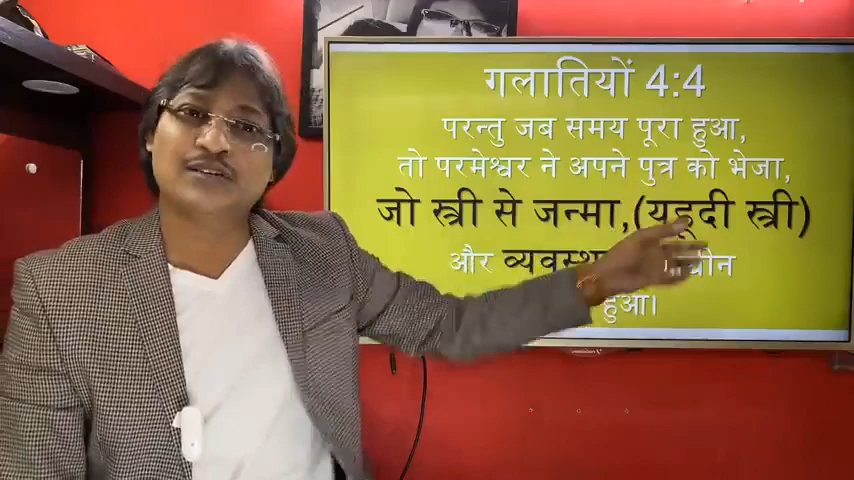 गलातियों 4:4
परन्तु जब समय पूरा हुआ,
तो परमेश्वर ने अपने पुत्र को भेजा,
जो स्त्री से जन्मा,(यहूदी स्त्री)
और
हुआ।